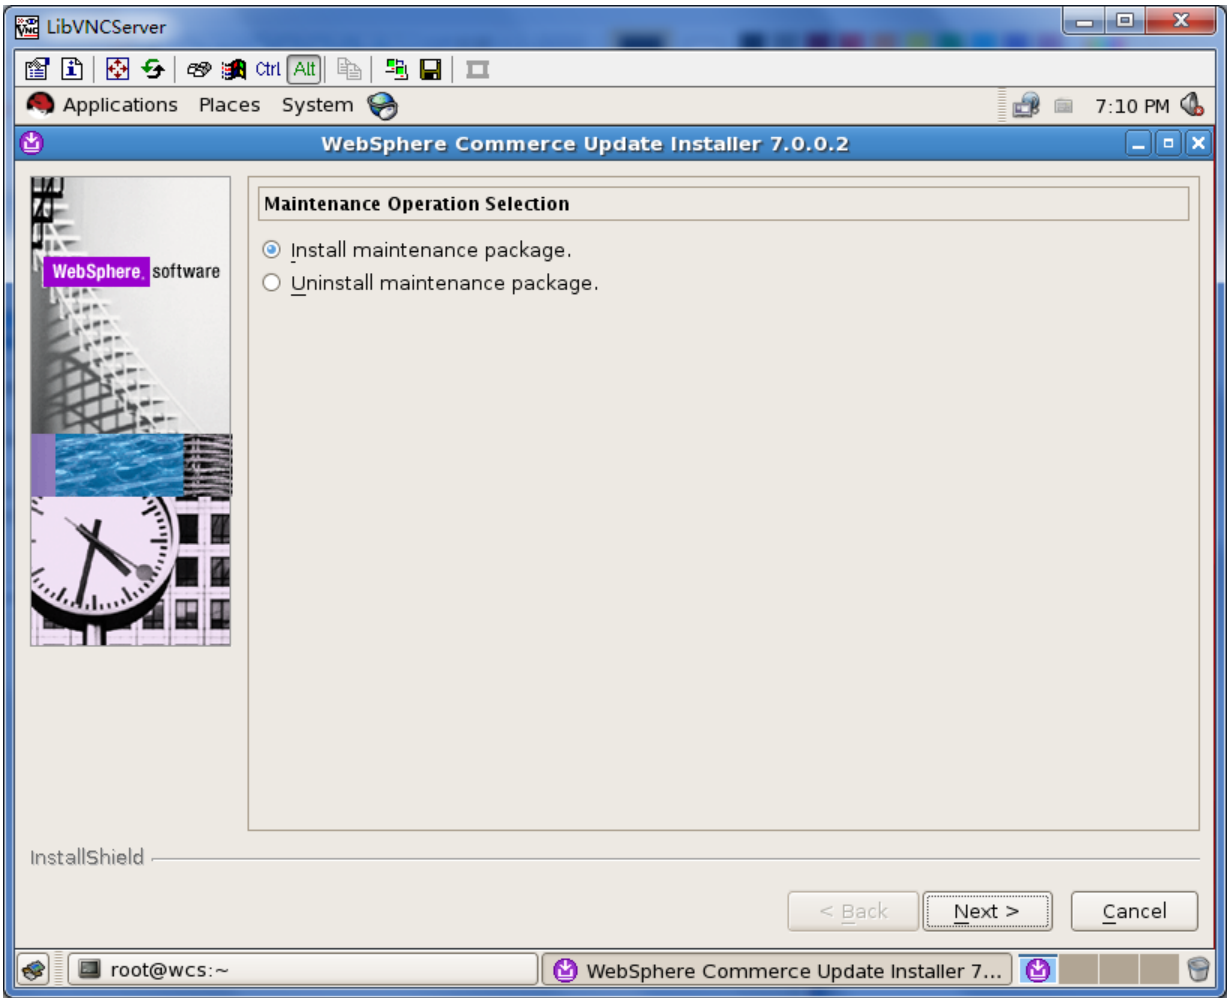 LibVNCServer
Ctrl Alt
Applications Places System 7:10 PM
WebSphere Commerce Update Installer 7.0.0.2
Maintenance Operation Selection
Install maintenance package.
Uninstall maintenance package.
WebSphere. software
InstallShield
< Back Next > Cancel
root@wcs:~ WebSphere Commerce Update Installer 7...